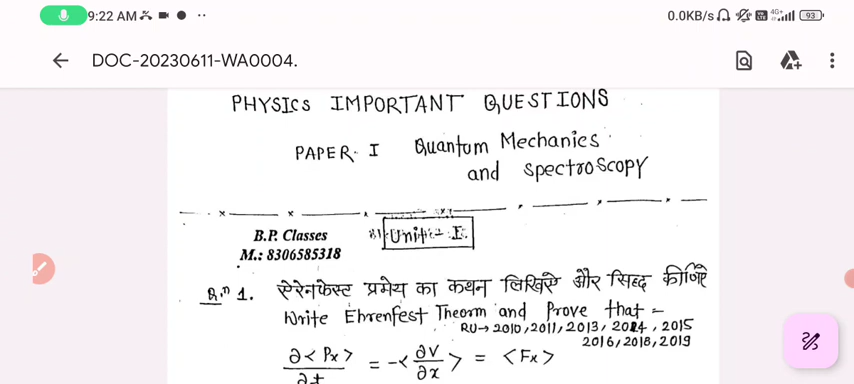 9:22 AM
0.0KB/s 4G+ 93
DOC-20230611-WA0004.
PHYSICS IMPORTANT QUESTIONS
PAPER- I Quantum Mechanics
and spectroscopy
B.P. Classes
M.: 8306585318
Unit - I
Q.n 1. ऐरेनफेस्ट प्रमेय का कथन लिखिऐ और सिध्द कीजिऐ
Write Ehrenfest Theorm and Prove that -
RU→2010, 2011, 2013, 2014, 2015
2016, 2018, 2019
∂<Px>/∂t = -<∂V/∂x> = <Fx>